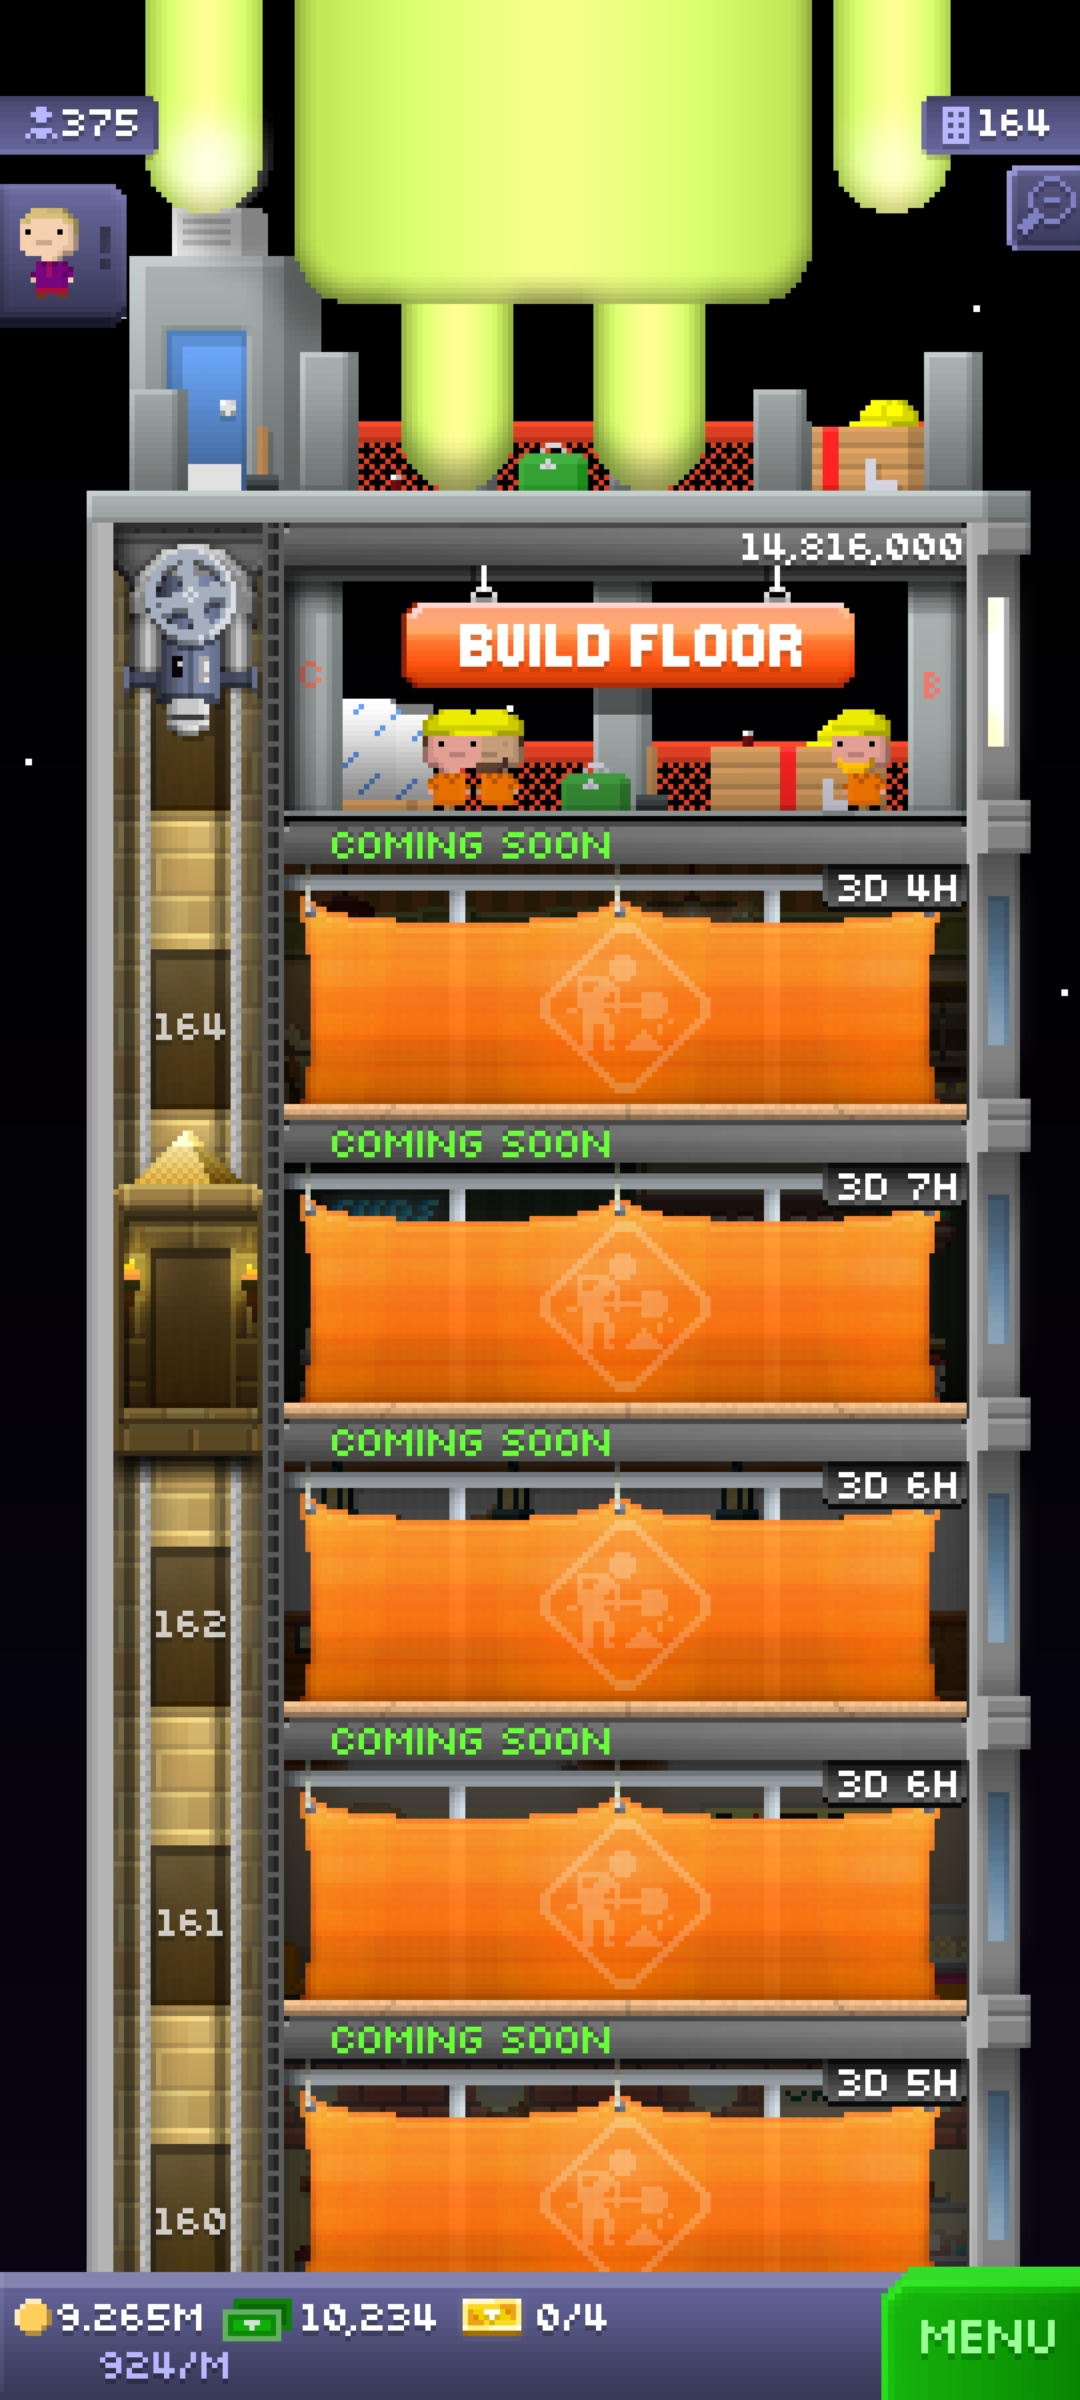 375
164
!
14,816,000
BUILD FLOOR
C
B
COMING SOON
3D 4H
164
COMING SOON
3D 7H
COMING SOON
3D 6H
162
COMING SOON
3D 6H
161
COMING SOON
3D 5H
160
9.265M 10,234 0/4
924/M
MENU